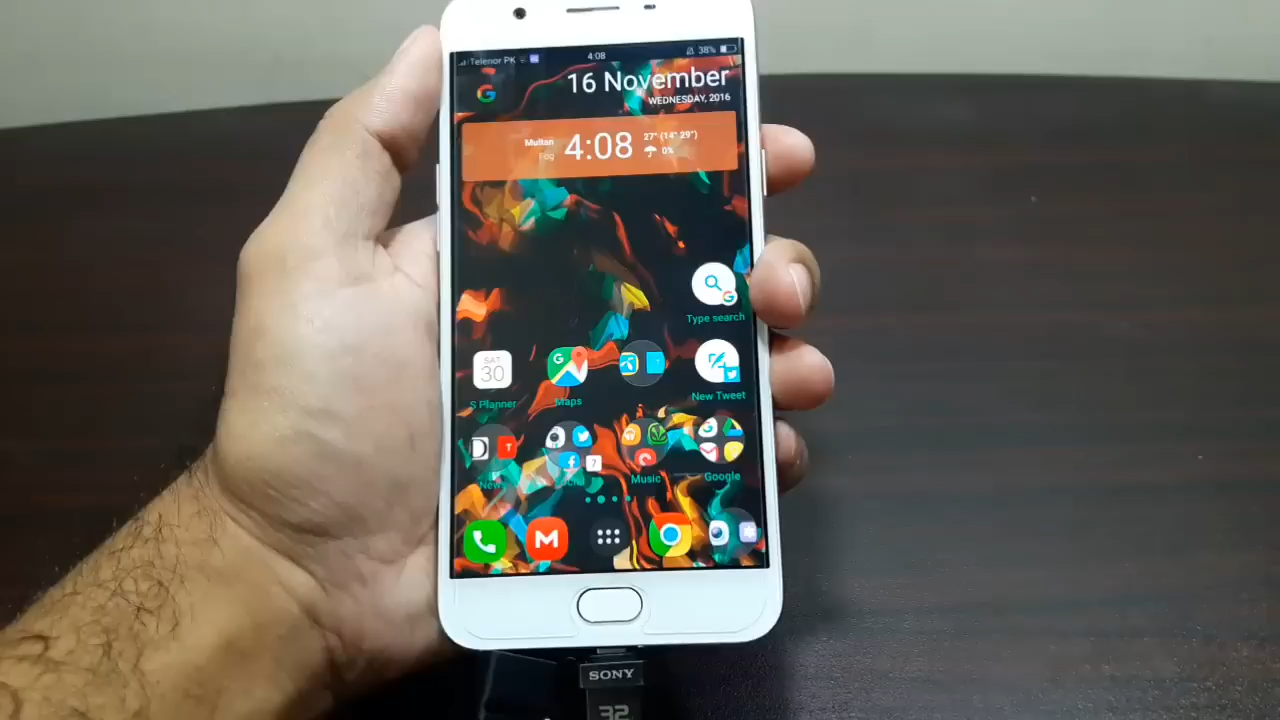 Telenor PK
4:08
38%
16 November
WEDNESDAY, 2016
G
Multan
Fog
4:08
27° (14° 29°)
0%
Type search
SAT
30
S Planner
Maps
New Tweet
News
Music
Google
SONY
32